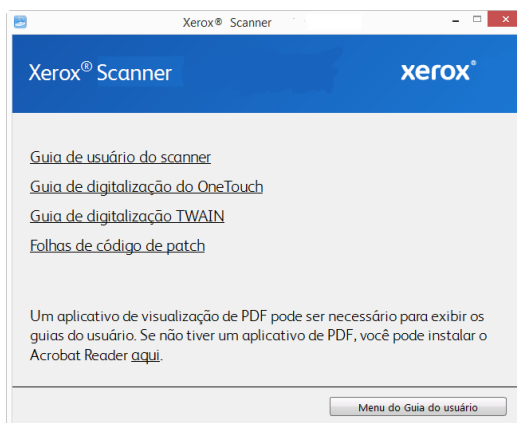 Xerox® Scanner
Xerox® Scanner
xerox®
Guia de usuário do scanner
Guia de digitalização do OneTouch
Guia de digitalização TWAIN
Folhas de código de patch
Um aplicativo de visualização de PDF pode ser necessário para exibir os
guias do usuário. Se não tiver um aplicativo de PDF, você pode instalar o
Acrobat Reader aqui.
Menu do Guia do usuário